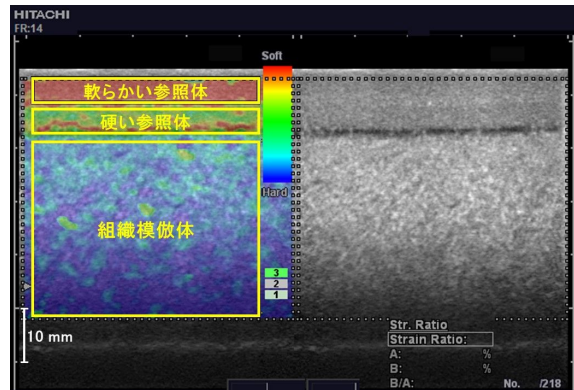 HITACHI
FR:14
Soft
軟らかい参照体
硬い参照体
Hard
組織模倣体
3
2
1
10 mm
Str. Ratio
Strain Ratio:
A: %
B: %
B/A: No. /218